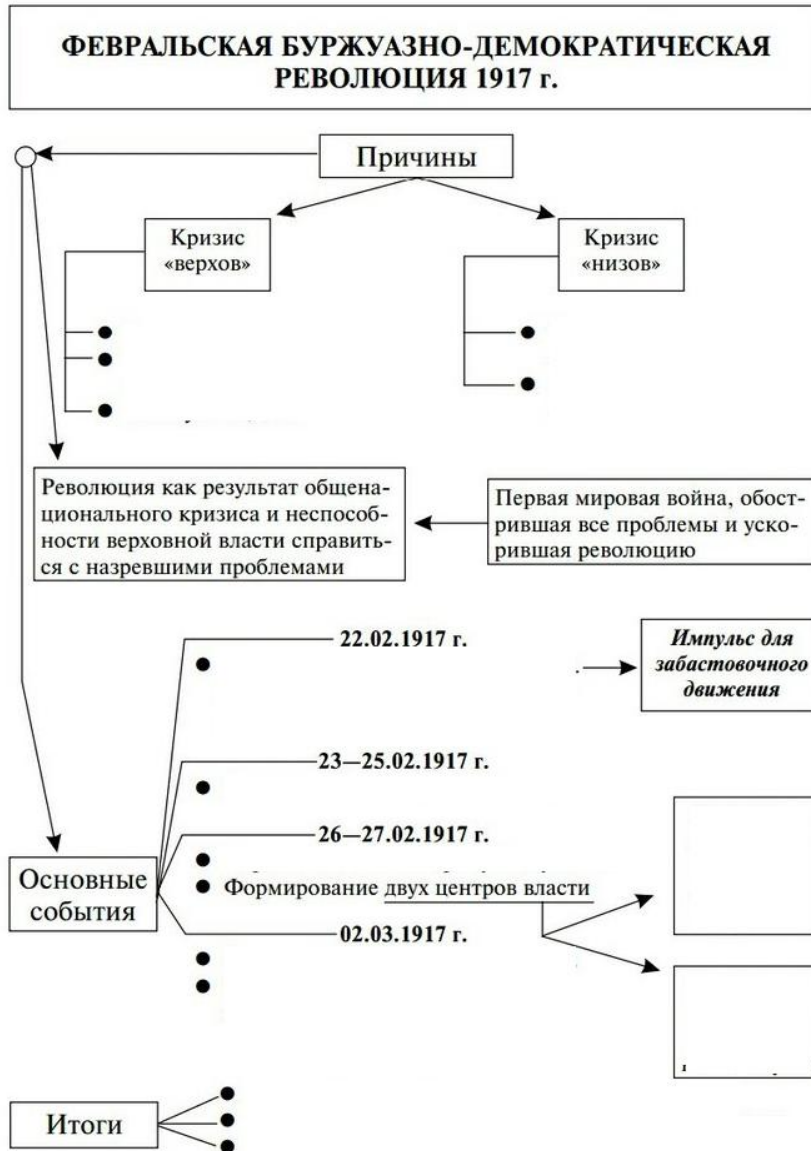 ФЕВРАЛЬСКАЯ БУРЖУАЗНО-ДЕМОКРАТИЧЕСКАЯ
РЕВОЛЮЦИЯ 1917 г.
Причины
Кризис
«верхов»
Кризис
«низов»
Революция как результат общена-
ционального кризиса и неспособ-
ности верховной власти справить-
ся с назревшими проблемами
Первая мировая война, обост-
рившая все проблемы и уско-
рившая революцию
22.02.1917 г.
Импульс для
забастовочного
движения
23—25.02.1917 г.
26—27.02.1917 г.
Основные
события
Формирование двух центров власти
02.03.1917 г.
Итоги